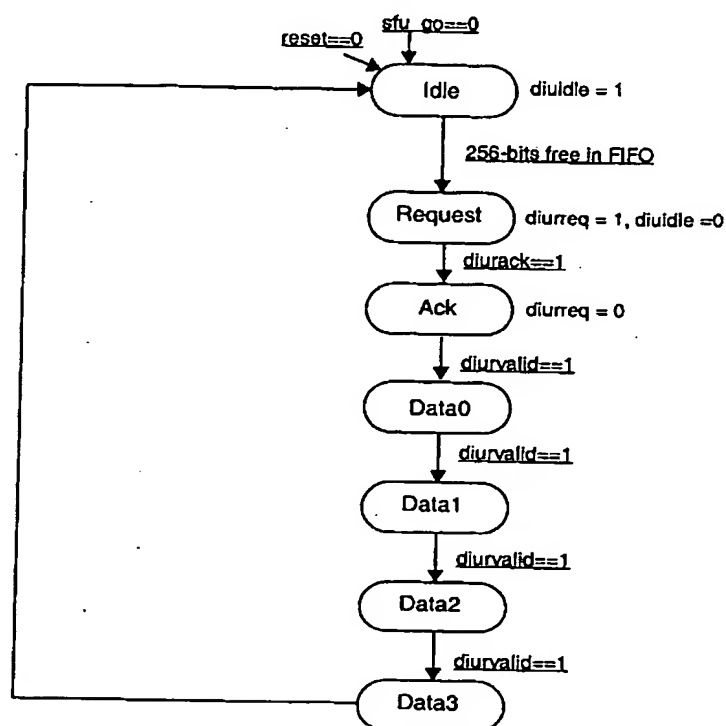 sfu_go==0
reset==0
Idle
diuidle = 1
256-bits free in FIFO
Request
diurreq = 1, diuidle =0
diurack==1
Ack
diurreq = 0
diurvalid==1
Data0
diurvalid==1
Data1
diurvalid==1
Data2
diurvalid==1
Data3